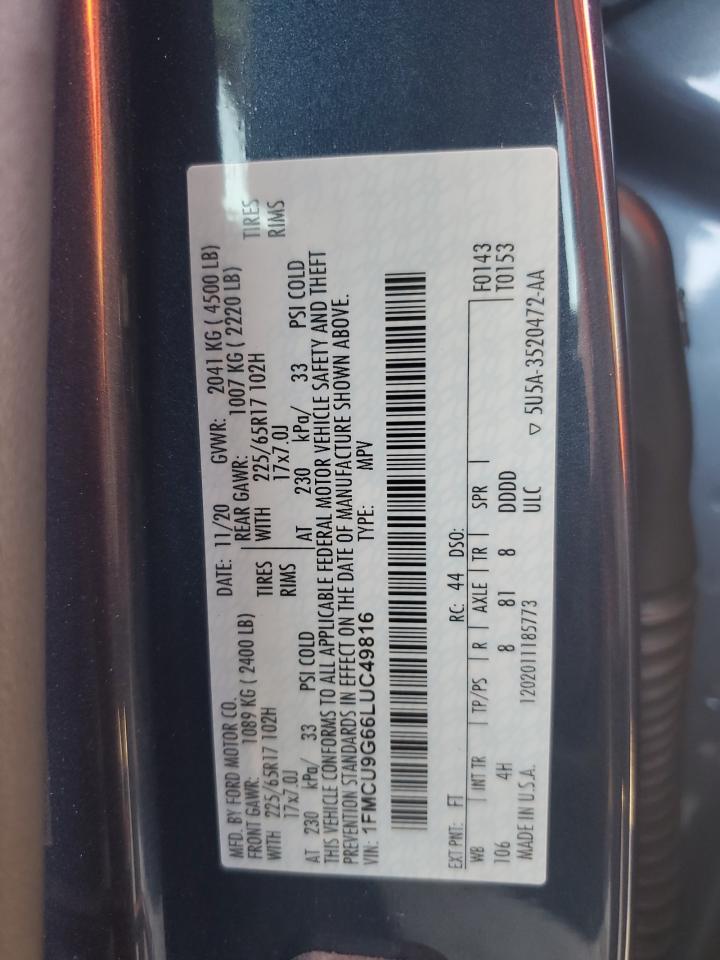 MFD. BY FORD MOTOR CO. DATE: 11/20 GVWR: 2041 KG ( 4500 LB)
FRONT GAWR: 1089 KG ( 2400 LB) REAR GAWR: 1007 KG ( 2220 LB)
WITH 225/65R17 102H TIRES WITH 225/65R17 102H TIRES
17x7.0J RIMS 17x7.0J RIMS
AT 230 kPa/ 33 PSI COLD AT 230 kPa/ 33 PSI COLD
THIS VEHICLE CONFORMS TO ALL APPLICABLE FEDERAL MOTOR VEHICLE SAFETY AND THEFT
PREVENTION STANDARDS IN EFFECT ON THE DATE OF MANUFACTURE SHOWN ABOVE.
VIN: 1FMCU9G66LUC49816 TYPE: MPV
EXT PNT: FT RC: 44 DSO:
WB INT TR TP/PS R AXLE TR SPR F0143
106 4H 8 81 8 DDDD T0153
MADE IN U.S.A. 1202011185773 ULC ▽ 5U5A-3520472-AA